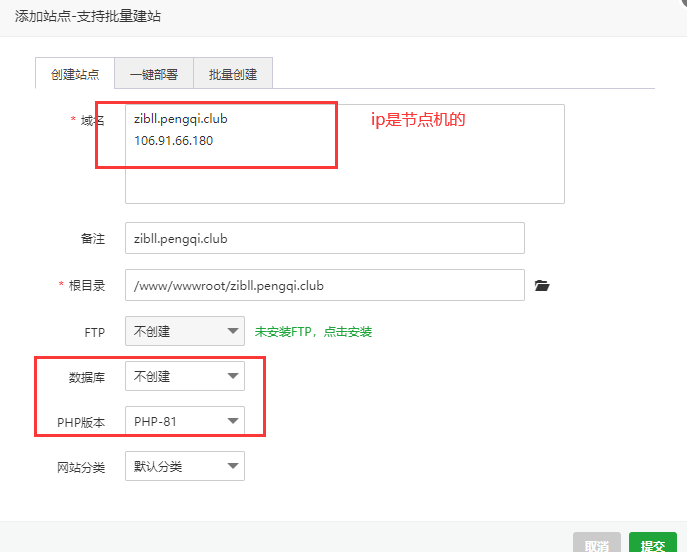 添加站点-支持批量建站
创建站点 一键部署 批量创建
* 域名 zibll.pengqi.club
106.91.66.180
ip是节点机的
备注 zibll.pengqi.club
* 根目录 /www/wwwroot/zibll.pengqi.club
FTP 不创建 未安装FTP，点击安装
数据库 不创建
PHP版本 PHP-81
网站分类 默认分类
取消 提交